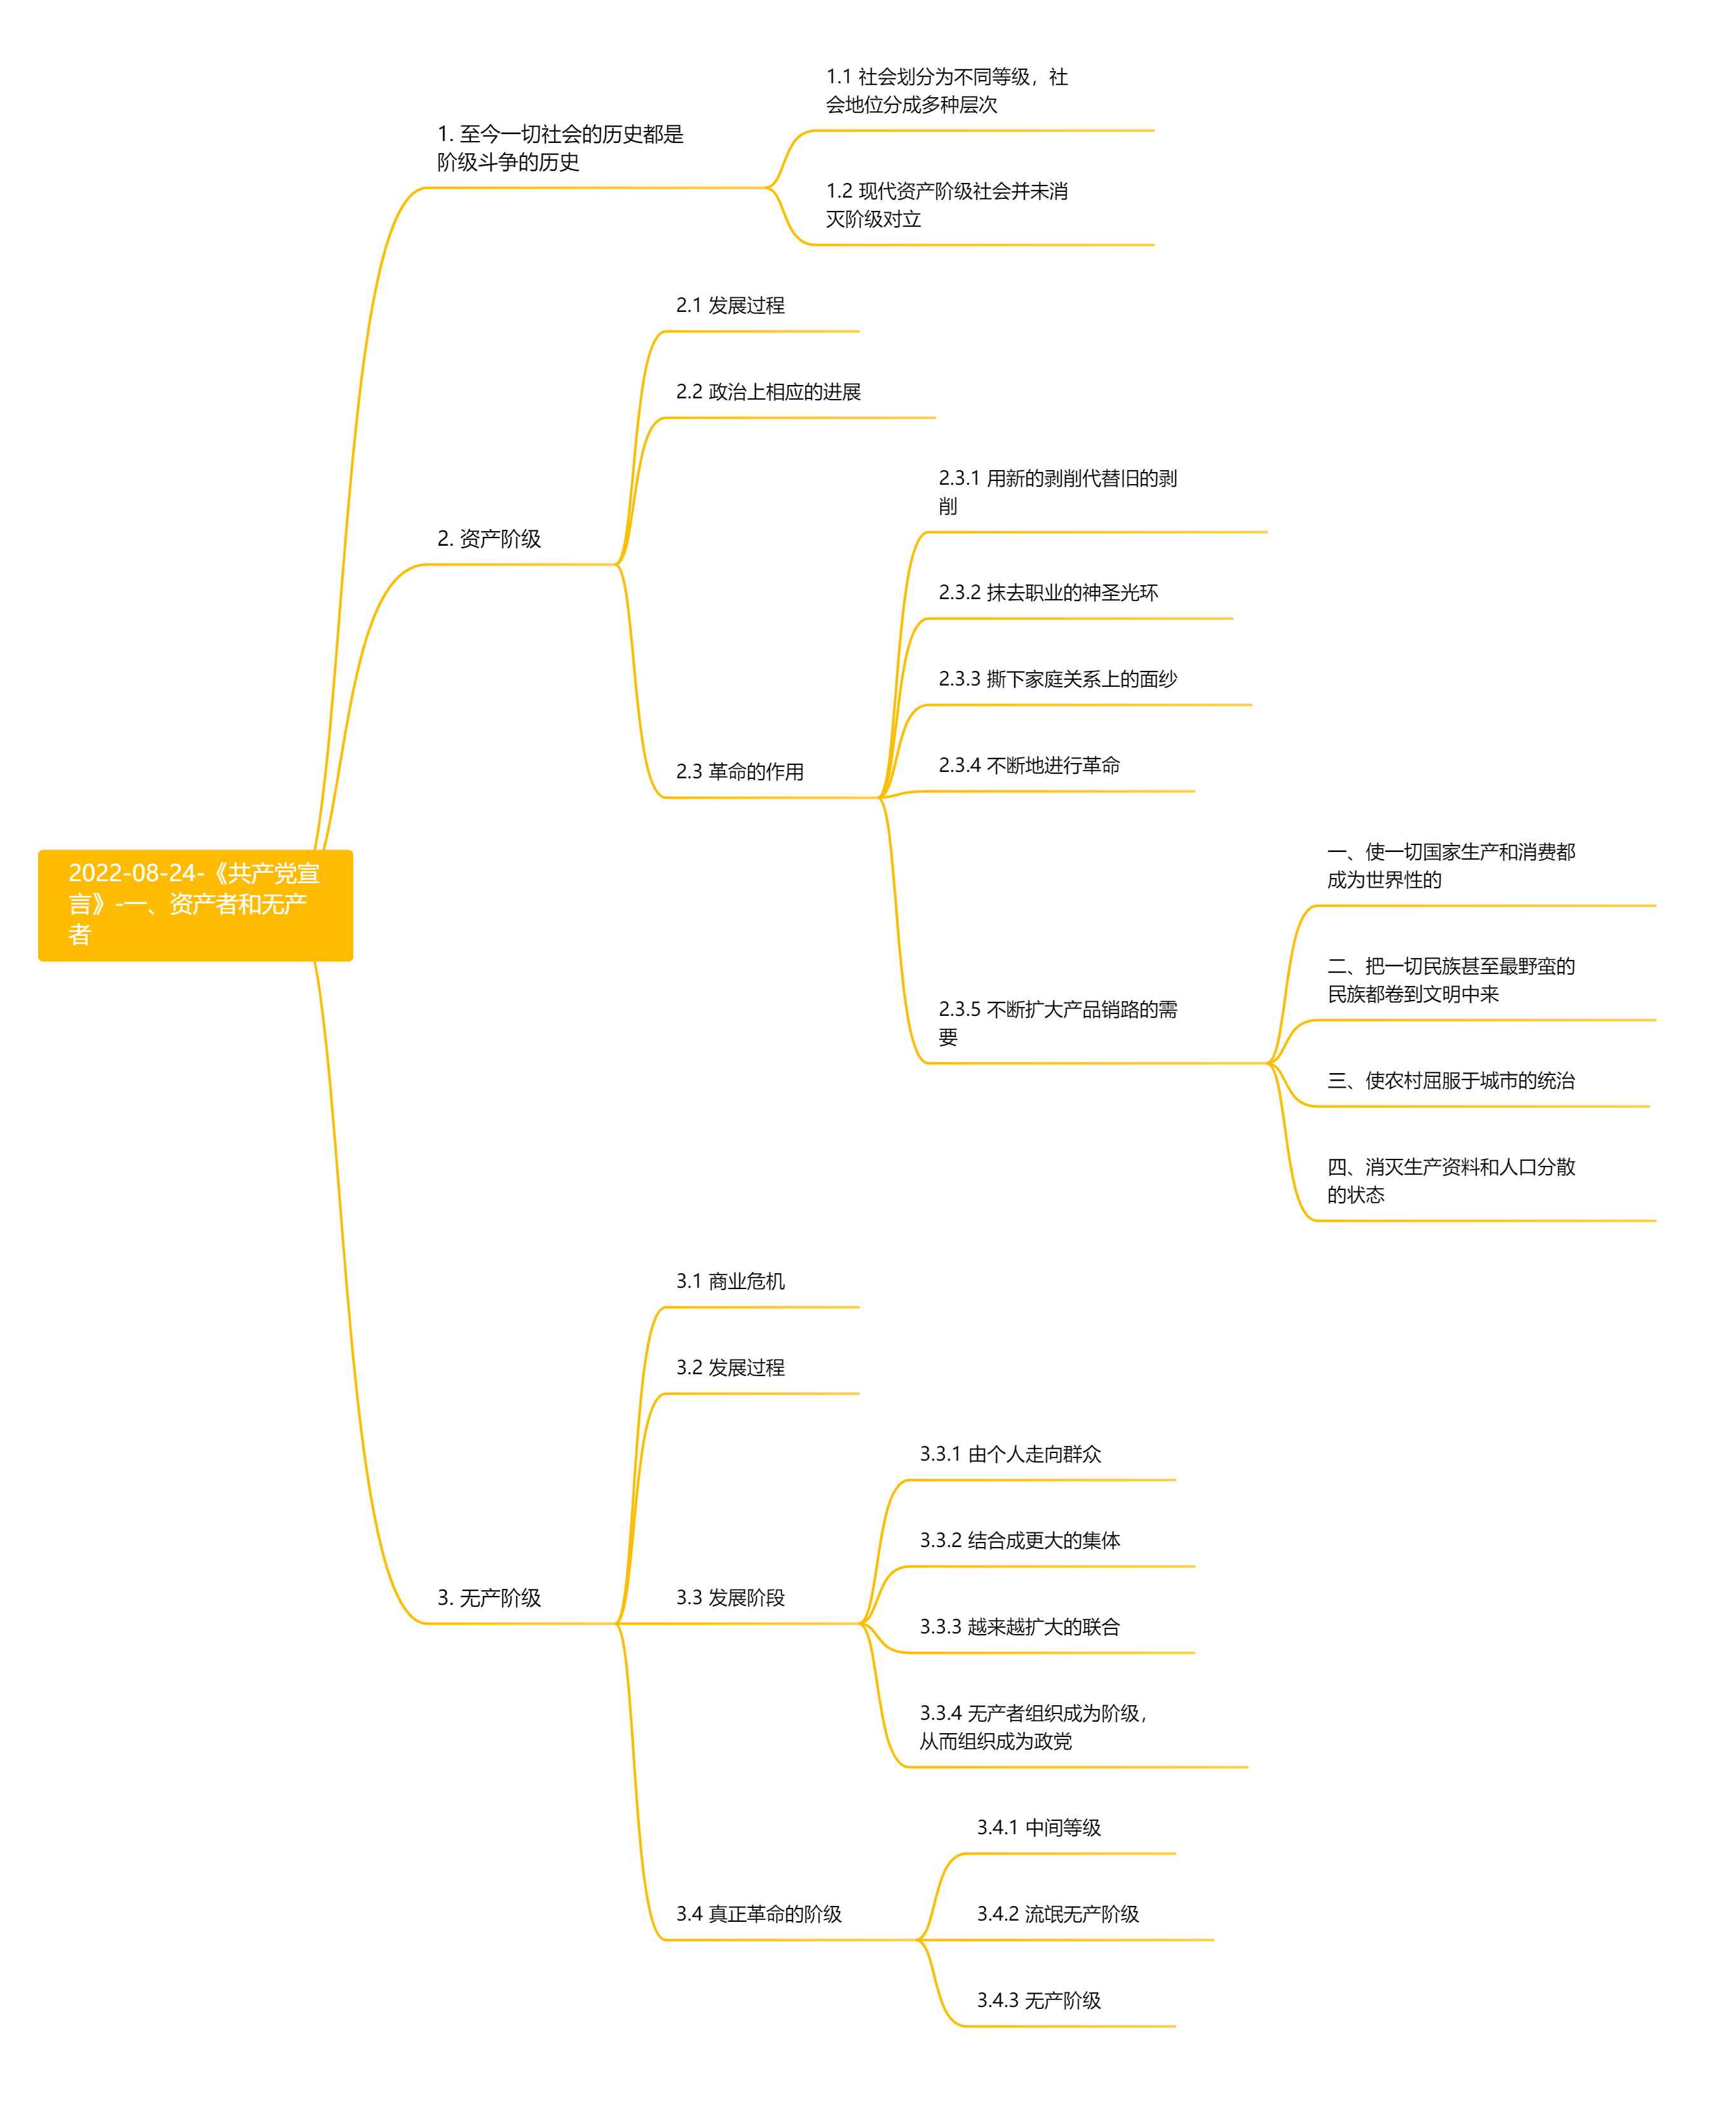 1.1 社会划分为不同等级，社
会地位分成多种层次
1. 至今一切社会的历史都是
阶级斗争的历史
1.2 现代资产阶级社会并未消
灭阶级对立
2.1 发展过程
2.2 政治上相应的进展
2.3.1 用新的剥削代替旧的剥
削
2. 资产阶级
2.3.2 抹去职业的神圣光环
2.3.3 撕下家庭关系上的面纱
2.3 革命的作用
2.3.4 不断地进行革命
一、使一切国家生产和消费都
成为世界性的
2022-08-24-《共产党宣
言》-一、资产者和无产
者
二、把一切民族甚至最野蛮的
民族都卷到文明中来
2.3.5 不断扩大产品销路的需
要
三、使农村屈服于城市的统治
四、消灭生产资料和人口分散
的状态
3.1 商业危机
3.2 发展过程
3.3.1 由个人走向群众
3.3.2 结合成更大的集体
3. 无产阶级
3.3 发展阶段
3.3.3 越来越扩大的联合
3.3.4 无产者组织成为阶级，
从而组织成为政党
3.4.1 中间等级
3.4 真正革命的阶级
3.4.2 流氓无产阶级
3.4.3 无产阶级